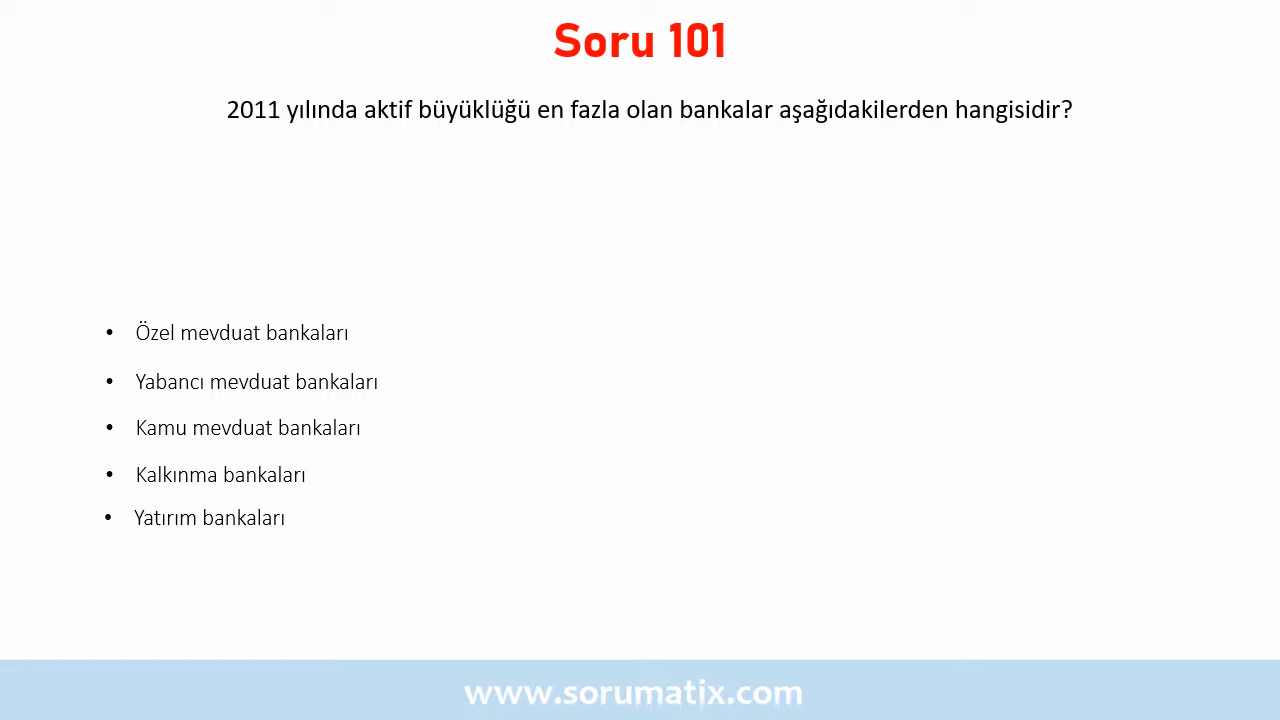 Soru 101
2011 yılında aktif büyüklüğü en fazla olan bankalar aşağıdakilerden hangisidir?
• Özel mevduat bankaları
• Yabancı mevduat bankaları
• Kamu mevduat bankaları
• Kalkınma bankaları
• Yatırım bankaları
www.sorumatix.com